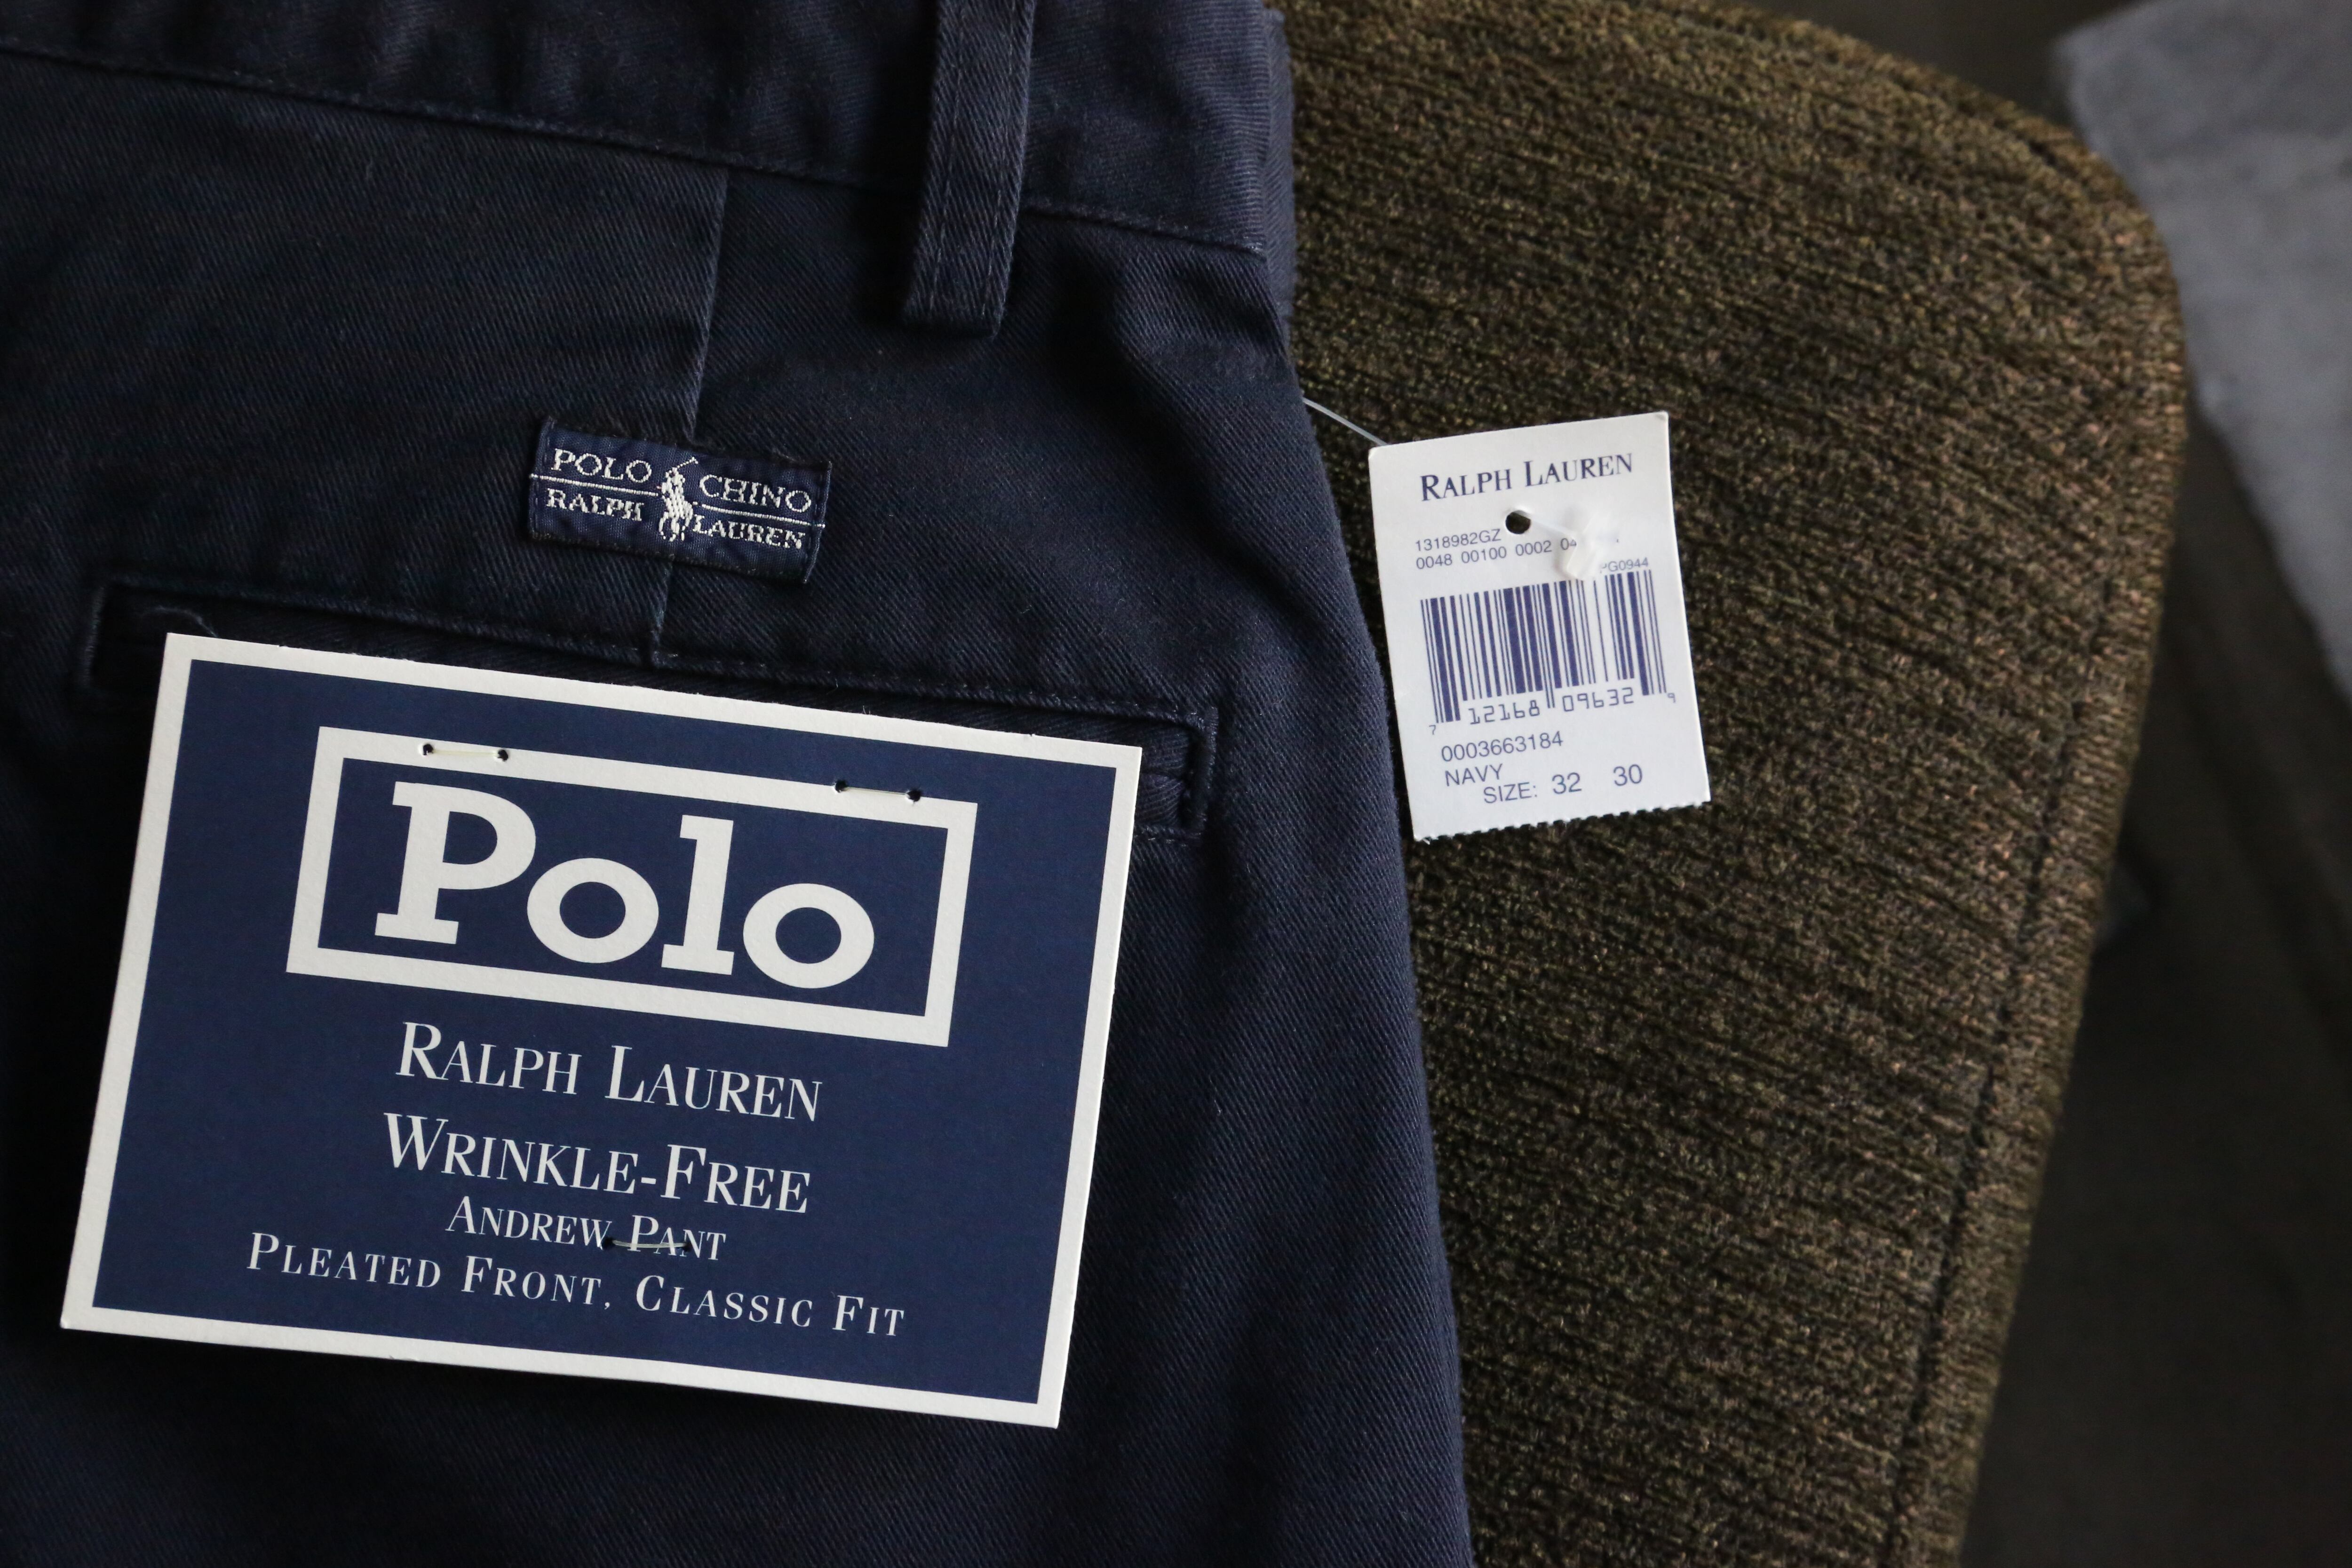 POLO CHINO
RALPH LAUREN
Polo
RALPH LAUREN
WRINKLE-FREE
ANDREW PANT
PLEATED FRONT, CLASSIC FIT
RALPH LAUREN
1318982GZ
0048 00100 0002
PG0944
7 12168 09632 9
0003663184
NAVY
SIZE: 32 30